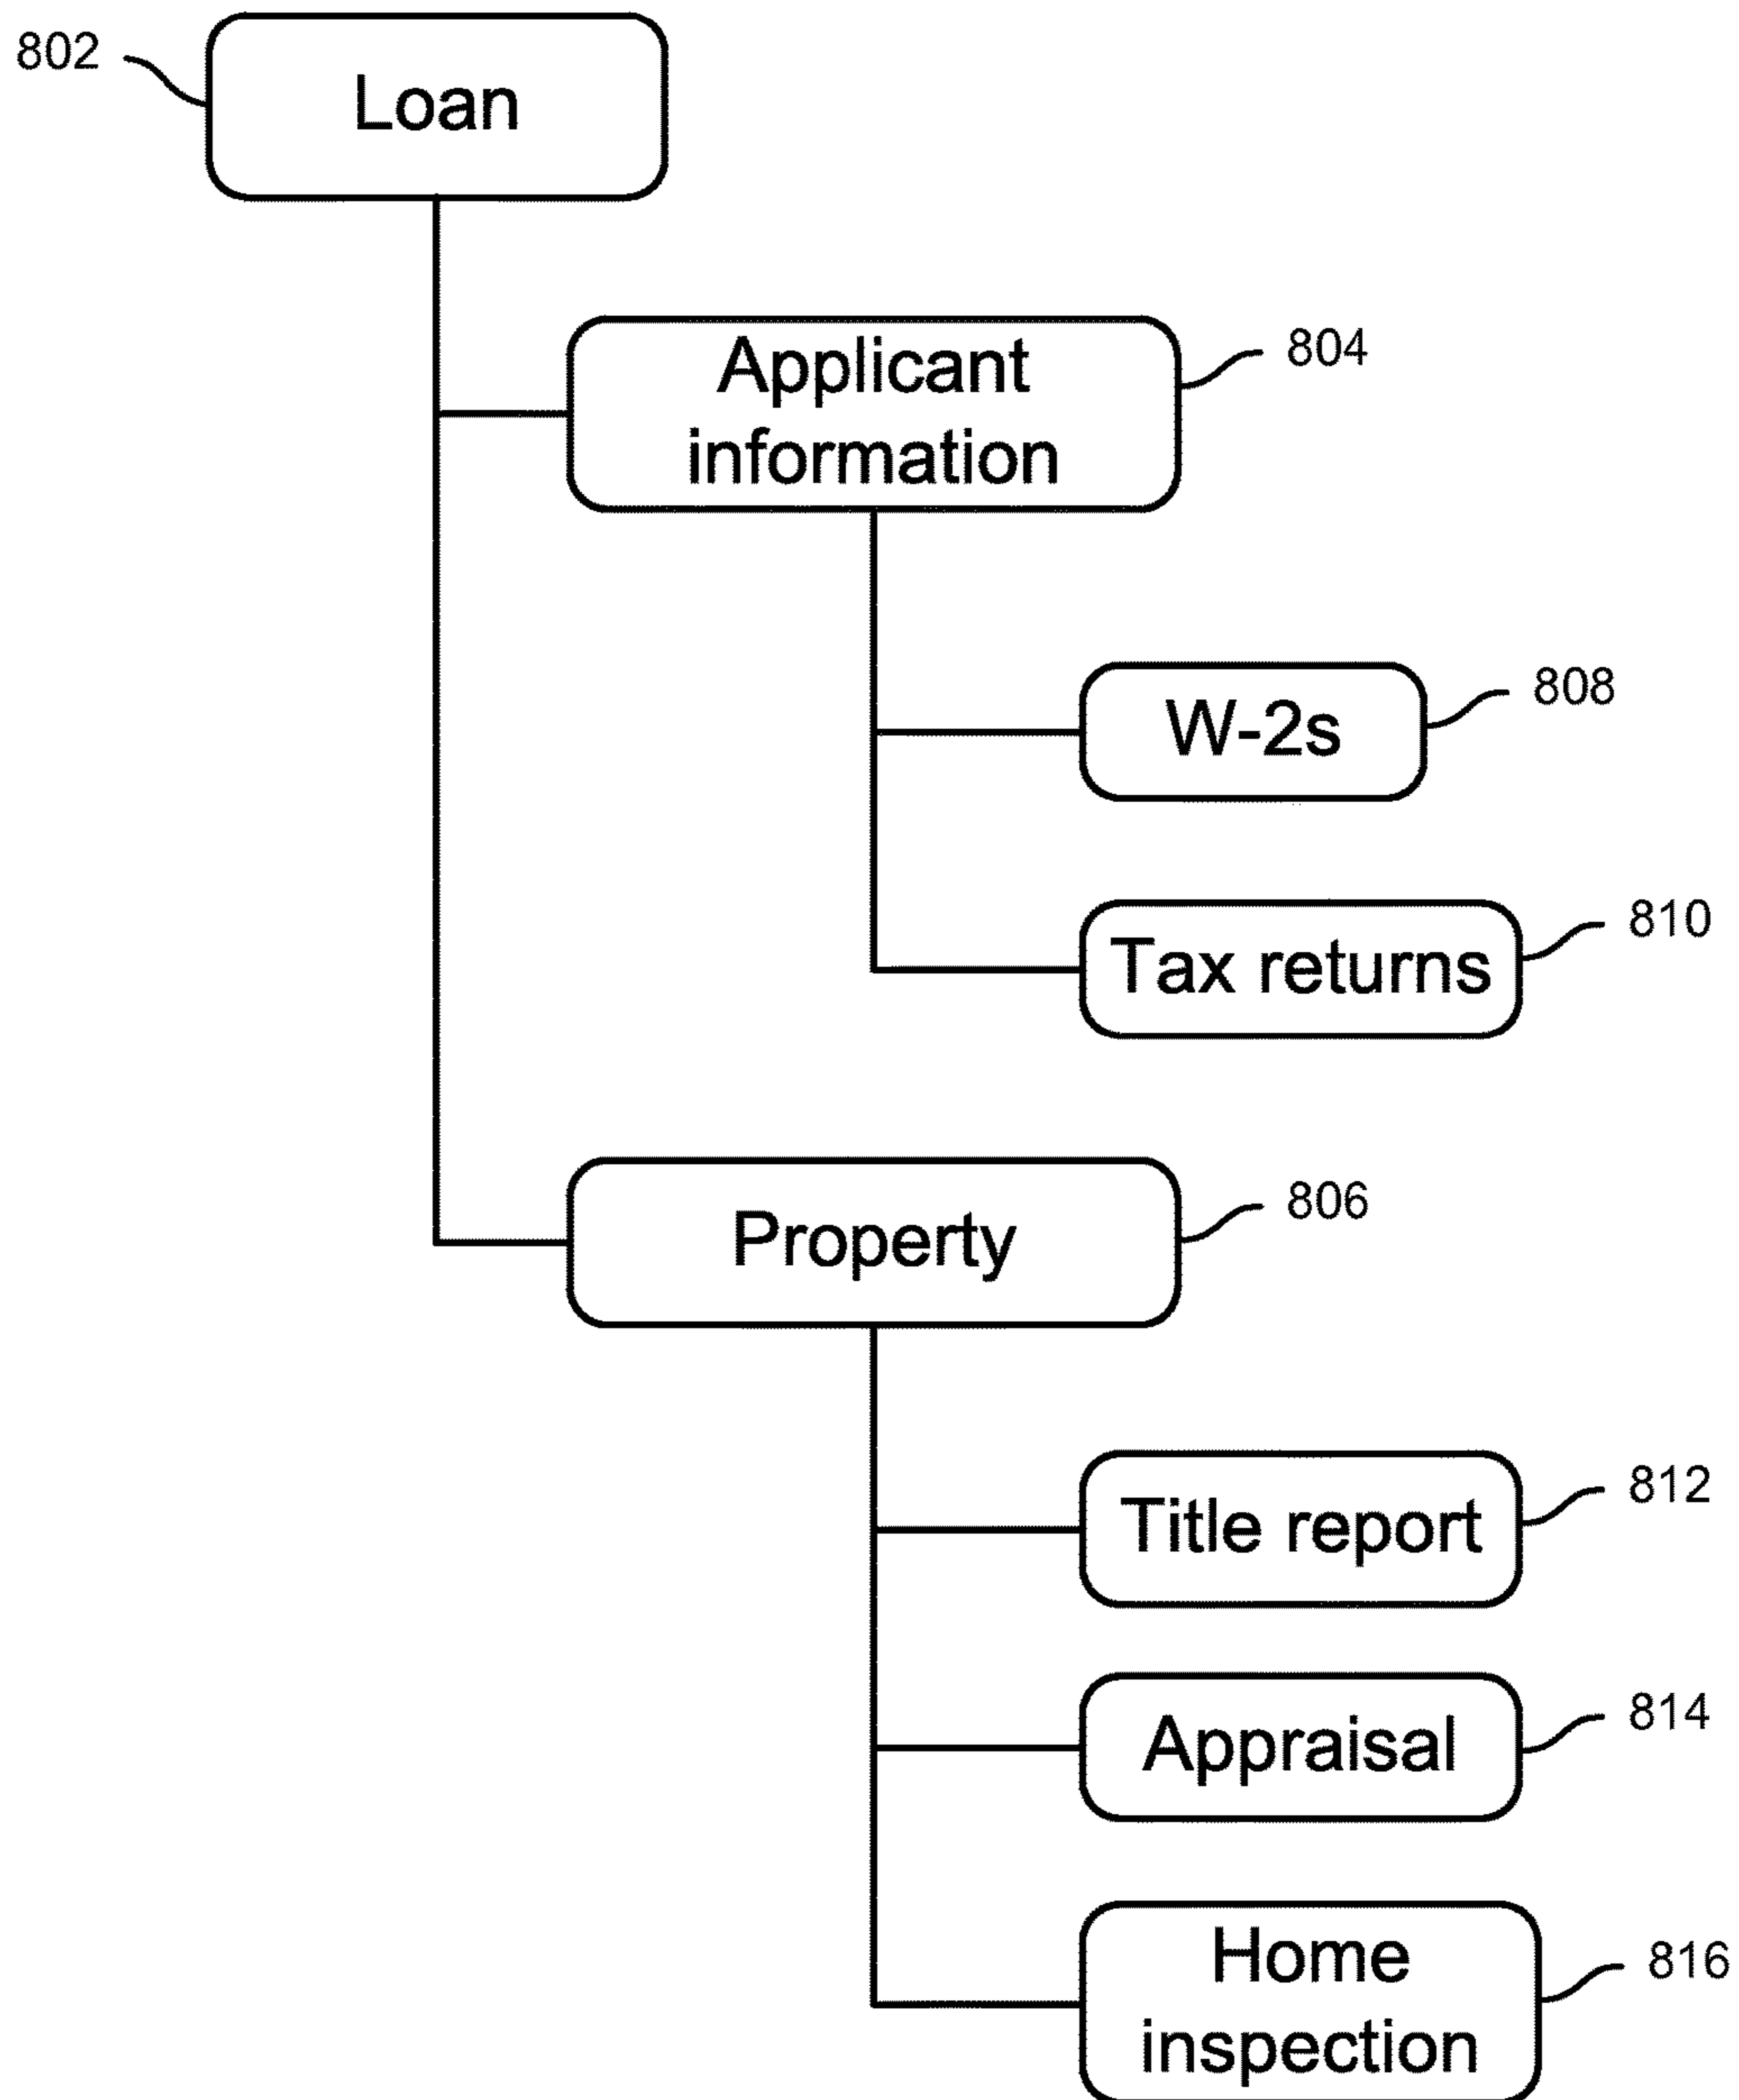 802
Loan
Applicant
information
804
W-2s
808
Tax returns
810
Property
806
Title report
812
Appraisal
814
Home
inspection
816